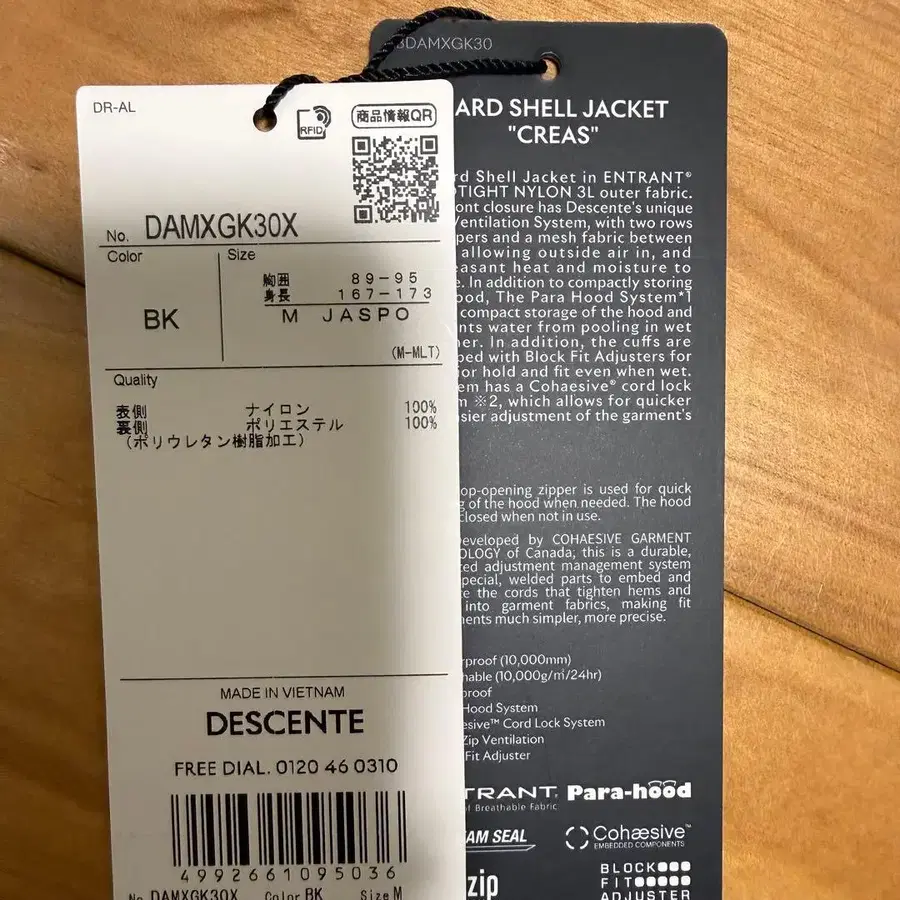 DR-AL
RFID
商品情報QR
No. DAMXGK30X
Color
Size
BK
胸囲 89-95
身長 167-173
M JASPO
(M-MLT)
Quality
表側 ナイロン 100%
裏側 ポリエステル 100%
(ポリウレタン樹脂加工)
MADE IN VIETNAM
DESCENTE
FREE DIAL. 0120 46 0310
4992661095036
No. DAMXGK30X Color BK Size M
DAMXGK30
ARD SHELL JACKET
"CREAS"
rd Shell Jacket in ENTRANT®
TIGHT NYLON 3L outer fabric.
ont closure has Descente's unique
Ventilation System, with two rows
pers and a mesh fabric between
allowing outside air in, and
easant heat and moisture to
e. In addition to compactly storing
ood, The Para Hood System*1
compact storage of the hood and
nts water from pooling in wet
her. In addition, the cuffs are
ped with Block Fit Adjusters for
ior hold and fit even when wet.
em has a Cohaesive® cord lock
m ※2, which allows for quicker
sier adjustment of the garment's
op-opening zipper is used for quick
g of the hood when needed. The hood
closed when not in use.
eveloped by COHAESIVE GARMENT
OLOGY of Canada, this is a durable,
red adjustment management system
pecial, welded parts to embed and
e the cords that tighten hems and
into garment fabrics, making fit
ents much simpler, more precise.
rproof (10,000mm)
hable (10,000g/㎡/24hr)
proof
Hood System
esive™ Cord Lock System
Zip Ventilation
Fit Adjuster
TRANT.
of Breathable Fabric
Para-hood
AM SEAL
Cohæsive™
EMBEDDED COMPONENTS
zip
BLOCK
FIT
ADJUSTER